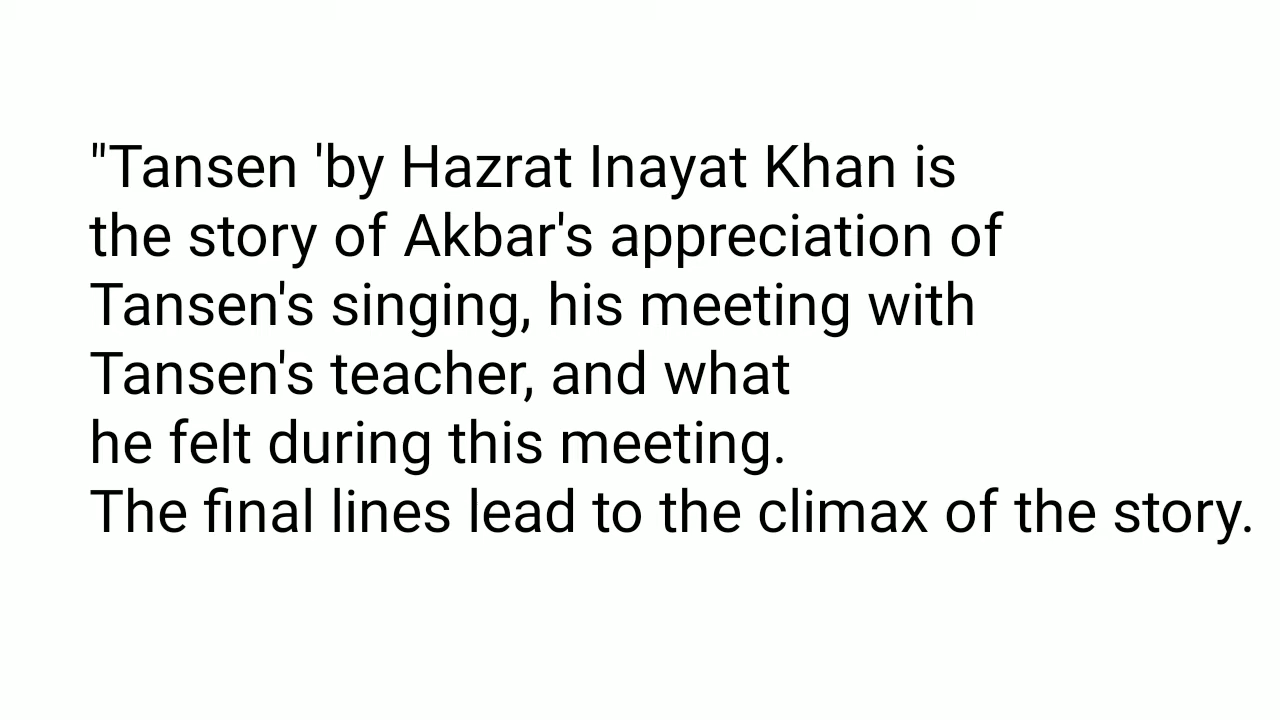 "Tansen 'by Hazrat Inayat Khan is
the story of Akbar's appreciation of
Tansen's singing, his meeting with
Tansen's teacher, and what
he felt during this meeting.
The final lines lead to the climax of the story.